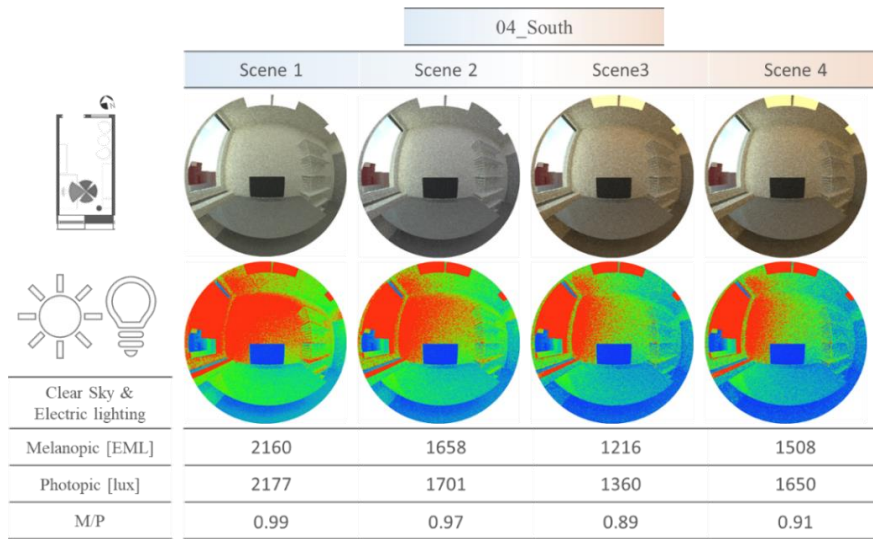 04_South
Scene 1 Scene 2 Scene3 Scene 4
Clear Sky &
Electric lighting
Melanopic [EML] 2160 1658 1216 1508
Photopic [lux] 2177 1701 1360 1650
M/P 0.99 0.97 0.89 0.91